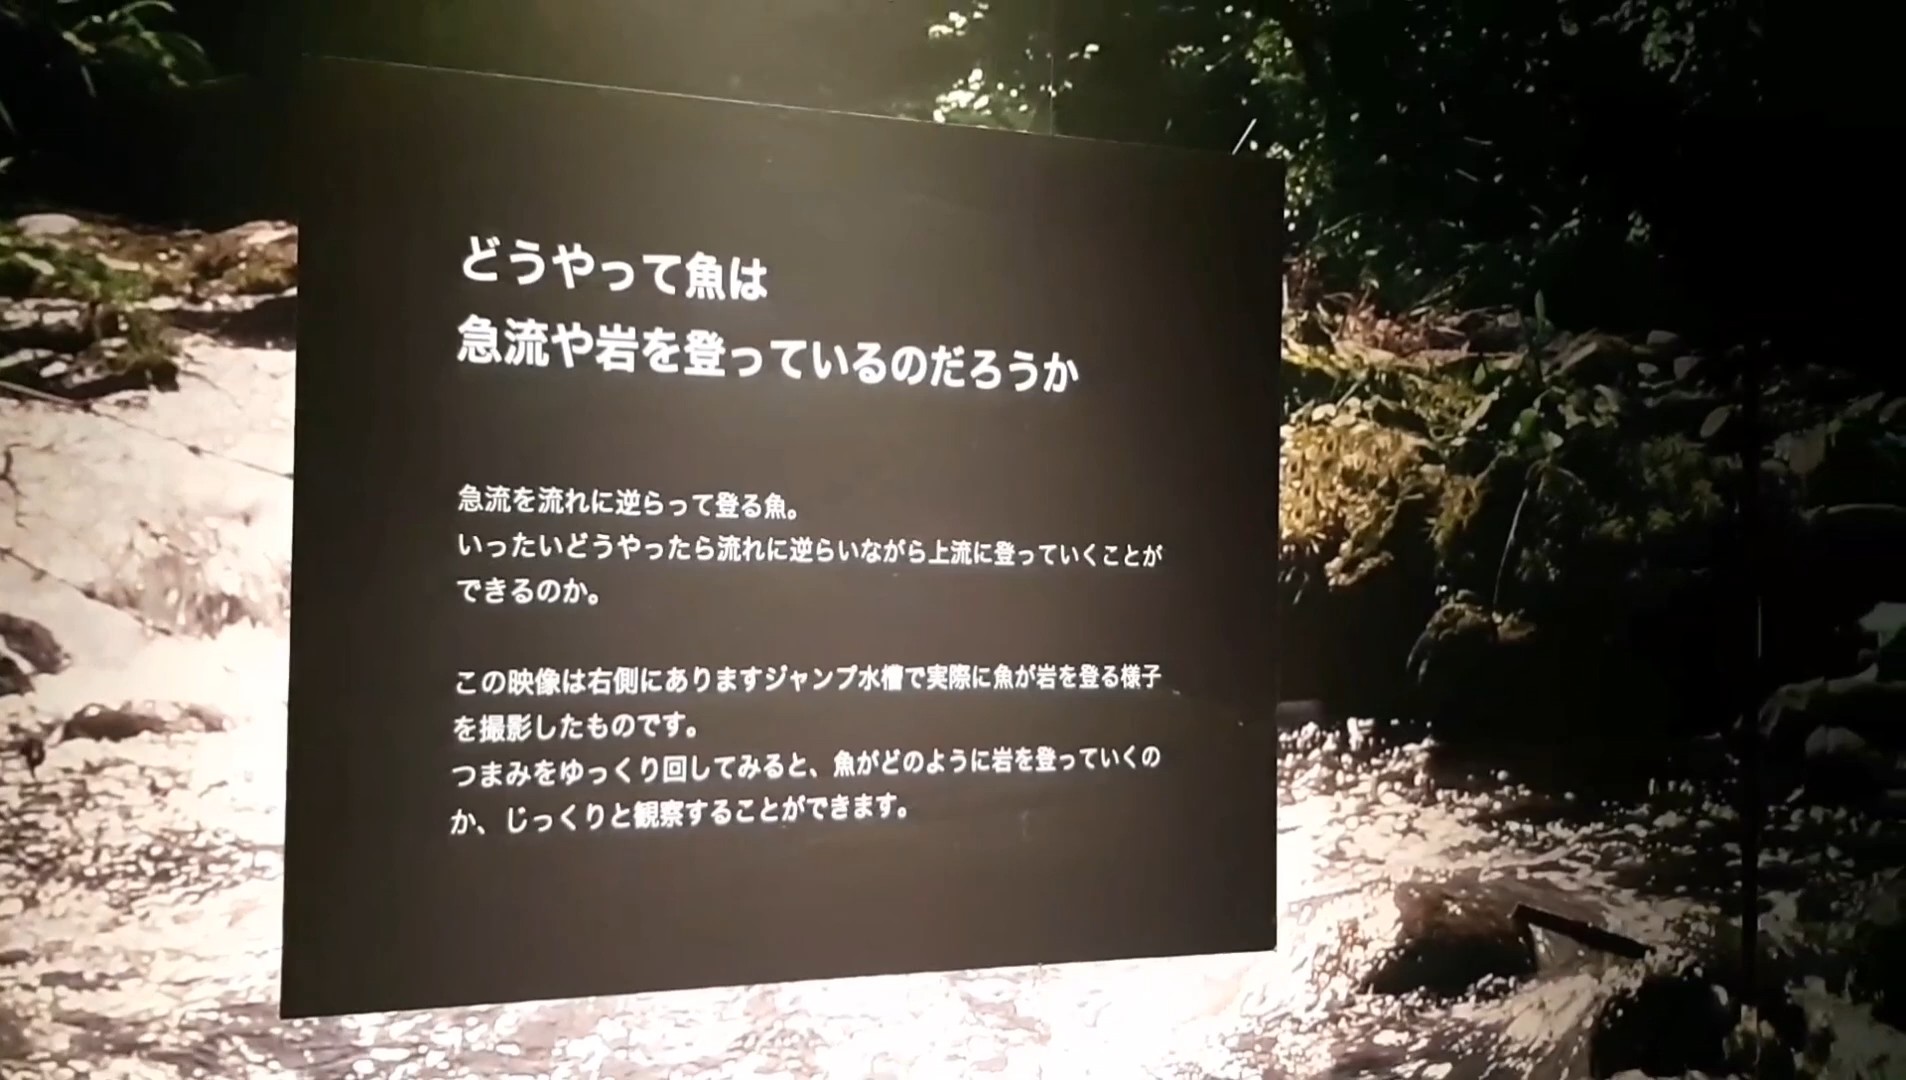 どうやって魚は
急流や岩を登っているのだろうか
急流を流れに逆らって登る魚。
いったいどうやったら流れに逆らいながら上流に登っていくことが
できるのか。
この映像は右側にありますジャンプ水槽で実際に魚が岩を登る様子
を撮影したものです。
つまみをゆっくり回してみると、魚がどのように岩を登っていくの
か、じっくりと観察することができます。